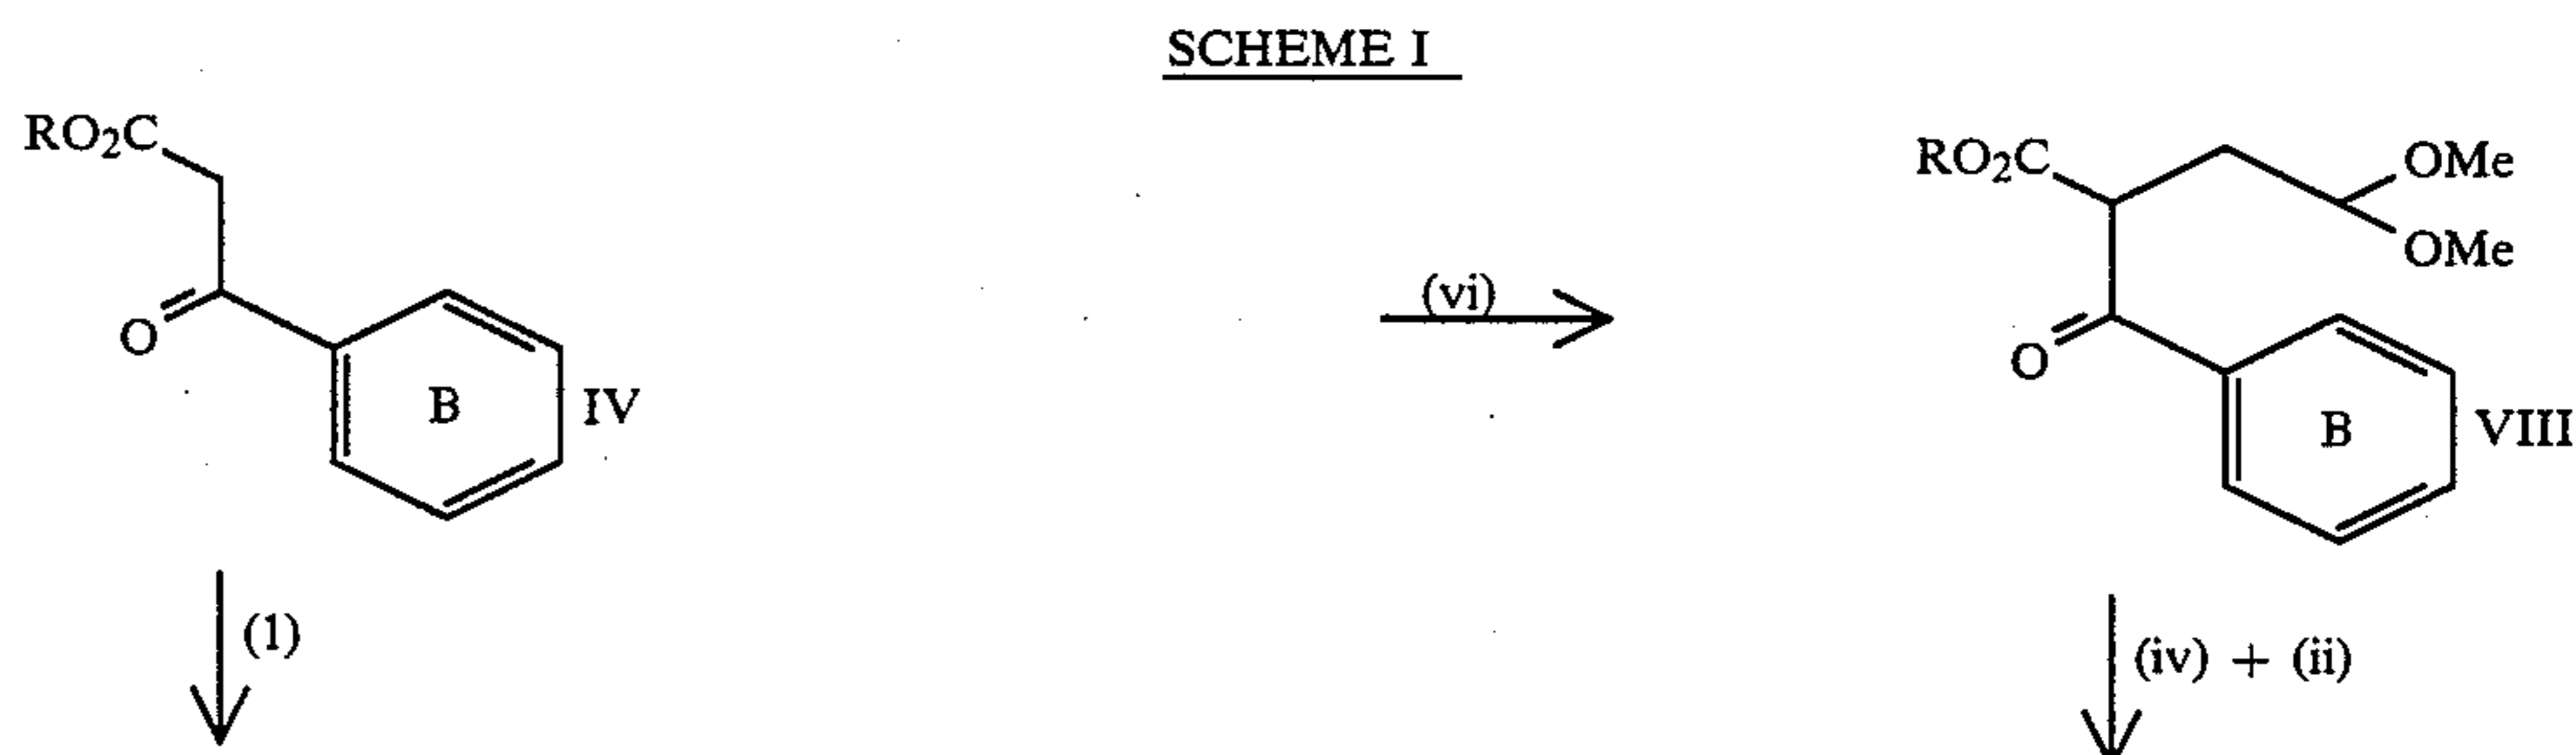 SCHEME I
RO₂C
O
B
IV
(1)
(vi)
RO₂C
OMe
OMe
O
B
VIII
(iv) + (ii)